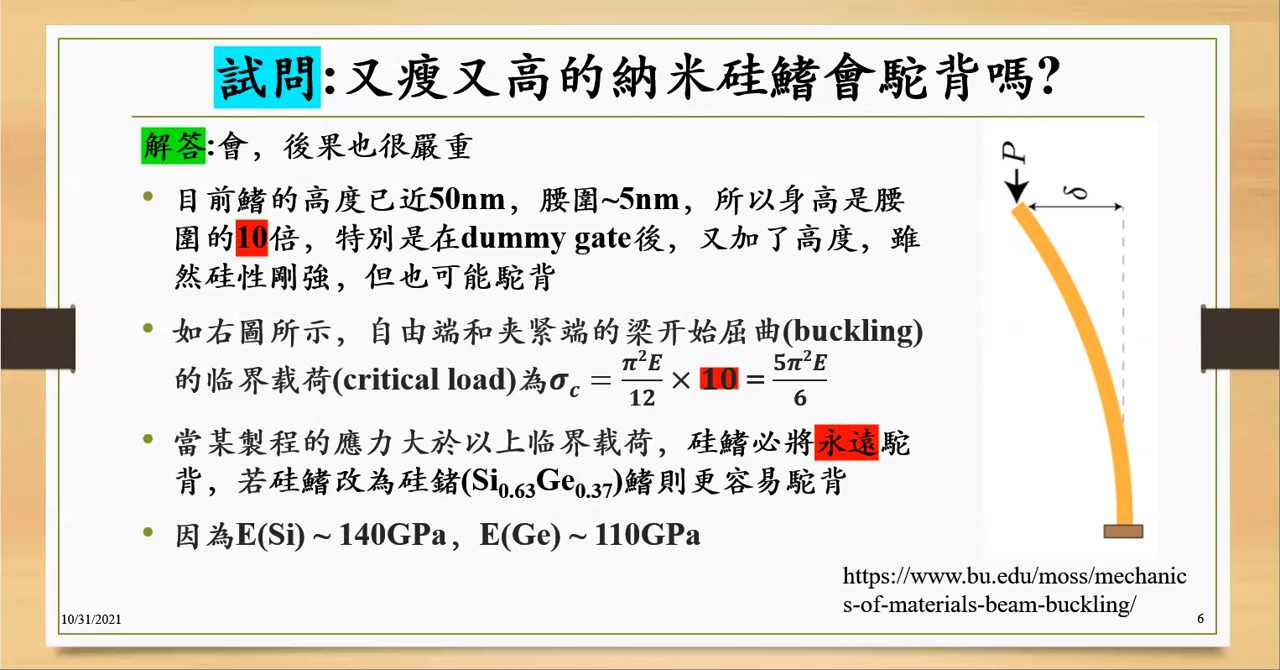 試問:又瘦又高的納米硅鰭會駝背嗎?
解答:會，後果也很嚴重
• 目前鰭的高度已近50nm，腰圍~5nm，所以身高是腰
圍的10倍，特別是在dummy gate後，又加了高度，雖
然硅性剛強，但也可能駝背
• 如右圖所示，自由端和夹紧端的梁开始屈曲(buckling)
的临界载荷(critical load)為σc = π²E/12 × 10 = 5π²E/6
• 當某製程的應力大於以上临界载荷，硅鰭必將永遠駝
背，若硅鰭改為硅鍺(Si0.63Ge0.37)鰭則更容易駝背
• 因為E(Si) ~ 140GPa，E(Ge) ~ 110GPa
P
δ
https://www.bu.edu/moss/mechanic
s-of-materials-beam-buckling/
10/31/2021
6